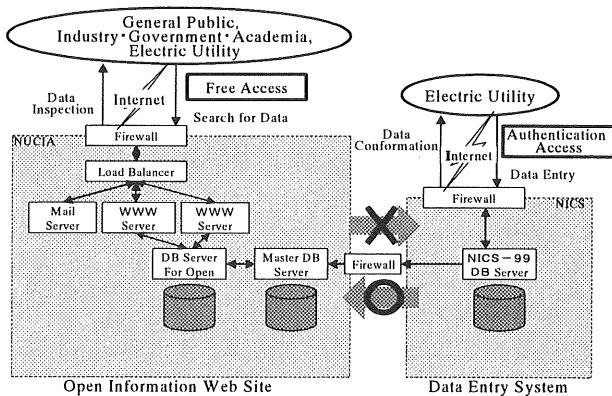 General Public,
Industry・Government・Academia,
Electric Utility
Data
Inspection
Internet
Free Access
Search for Data
Firewall
NUCIA
Load Balancer
Mail
Server
WWW
Server
WWW
Server
DB Server
For Open
Master DB
Server
Firewall
Electric Utility
Data
Conformation
Internet
Authentication
Access
Data Entry
NICS
Firewall
NICS-99
DB Server
Open Information Web Site
Data Entry System